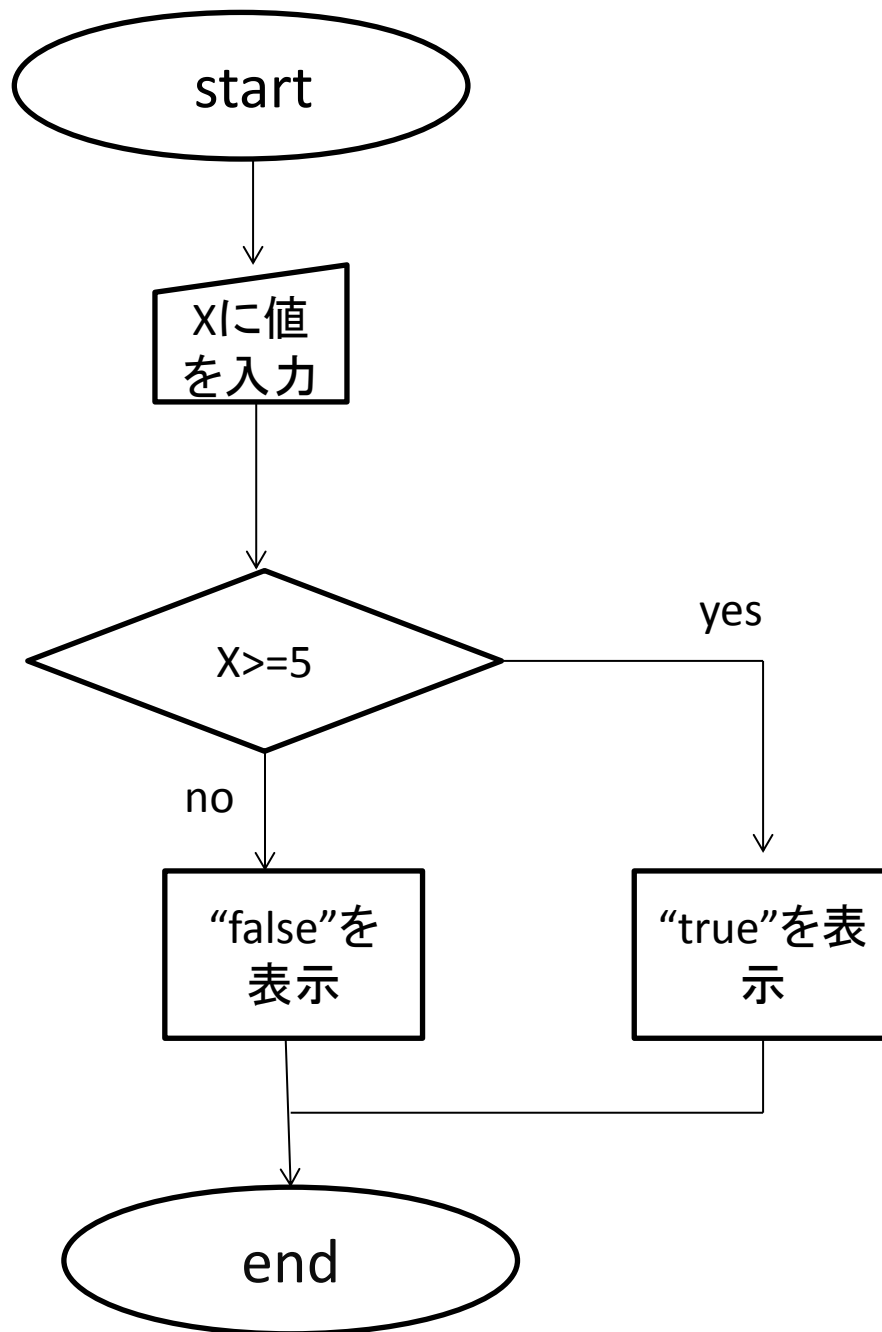 start
Xに値
を入力
X>=5
yes
no
“false”を
表示
“true”を表
示
end